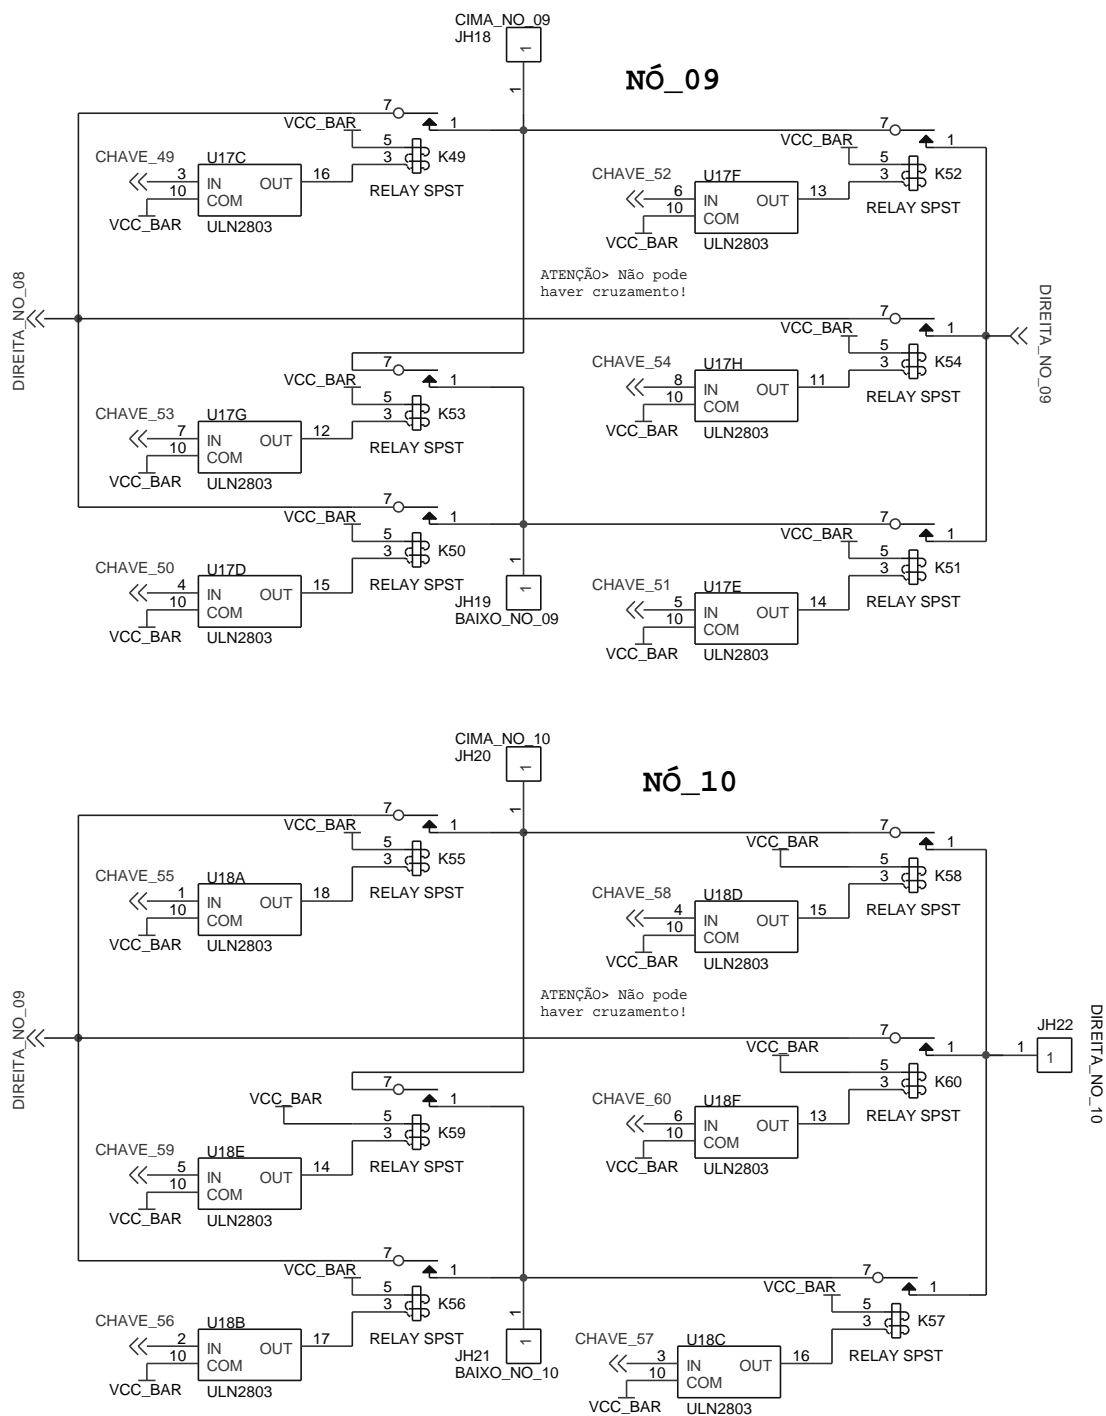 CIMA_NO_09
JH18
1
1
NÓ_09
7
1
VCC_BAR
5
3
K49
RELAY SPST
CHAVE_49
U17C
3
10
IN
COM
OUT
16
VCC_BAR
ULN2803
7
1
VCC_BAR
5
3
K52
RELAY SPST
CHAVE_52
U17F
6
10
IN
COM
OUT
13
VCC_BAR
ULN2803
ATENÇÃO> Não pode
haver cruzamento!
DIREITA_NO_08
DIREITA_NO_09
7
1
VCC_BAR
5
3
K54
RELAY SPST
CHAVE_54
U17H
8
10
IN
COM
OUT
11
VCC_BAR
ULN2803
7
1
VCC_BAR
5
3
K53
RELAY SPST
CHAVE_53
U17G
7
10
IN
COM
OUT
12
VCC_BAR
ULN2803
7
1
VCC_BAR
5
3
K50
RELAY SPST
CHAVE_50
U17D
4
10
IN
COM
OUT
15
VCC_BAR
ULN2803
1
1
JH19
BAIXO_NO_09
7
1
VCC_BAR
5
3
K51
RELAY SPST
CHAVE_51
U17E
5
10
IN
COM
OUT
14
VCC_BAR
ULN2803
CIMA_NO_10
JH20
1
1
NÓ_10
7
1
VCC_BAR
5
3
K55
RELAY SPST
CHAVE_55
U18A
1
10
IN
COM
OUT
18
VCC_BAR
ULN2803
7
1
VCC_BAR
5
3
K58
RELAY SPST
CHAVE_58
U18D
4
10
IN
COM
OUT
15
VCC_BAR
ULN2803
ATENÇÃO> Não pode
haver cruzamento!
DIREITA_NO_09
JH22
1
1
DIREITA_NO_10
7
1
VCC_BAR
5
3
K60
RELAY SPST
CHAVE_60
U18F
6
10
IN
COM
OUT
13
VCC_BAR
ULN2803
7
1
VCC_BAR
5
3
K59
RELAY SPST
CHAVE_59
U18E
5
10
IN
COM
OUT
14
VCC_BAR
ULN2803
7
1
VCC_BAR
5
3
K56
RELAY SPST
CHAVE_56
U18B
2
10
IN
COM
OUT
17
VCC_BAR
ULN2803
1
1
JH21
BAIXO_NO_10
7
1
VCC_BAR
5
3
K57
RELAY SPST
CHAVE_57
U18C
3
10
IN
COM
OUT
16
VCC_BAR
ULN2803